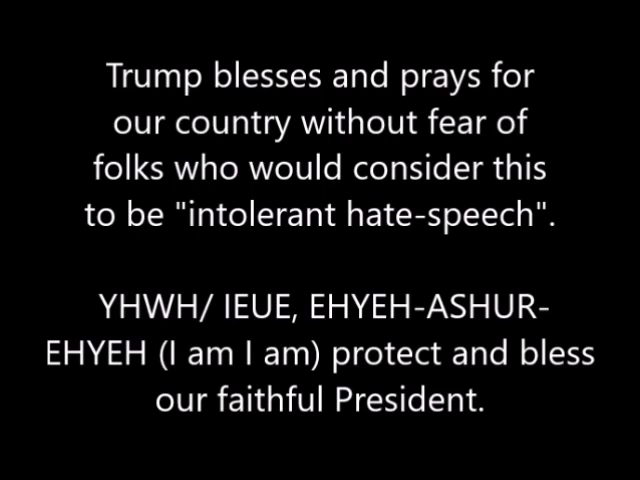 Trump blesses and prays for
our country without fear of
folks who would consider this
to be "intolerant hate-speech".
YHWH/ IEUE, EHYEH-ASHUR-
EHYEH (I am I am) protect and bless
our faithful President.